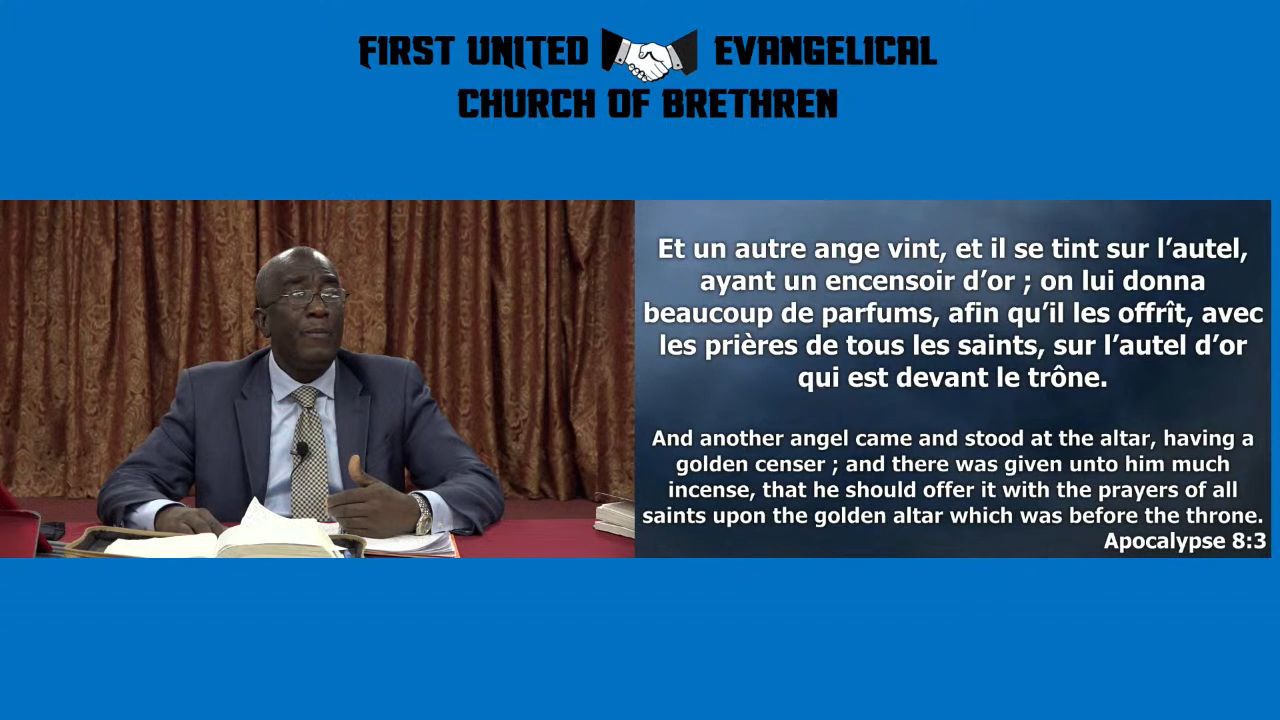 FIRST UNITED EVANGELICAL
CHURCH OF BRETHREN
Et un autre ange vint, et il se tint sur l’autel,
ayant un encensoir d’or ; on lui donna
beaucoup de parfums, afin qu’il les offrît, avec
les prières de tous les saints, sur l’autel d’or
qui est devant le trône.
And another angel came and stood at the altar, having a
golden censer ; and there was given unto him much
incense, that he should offer it with the prayers of all
saints upon the golden altar which was before the throne.
Apocalypse 8:3